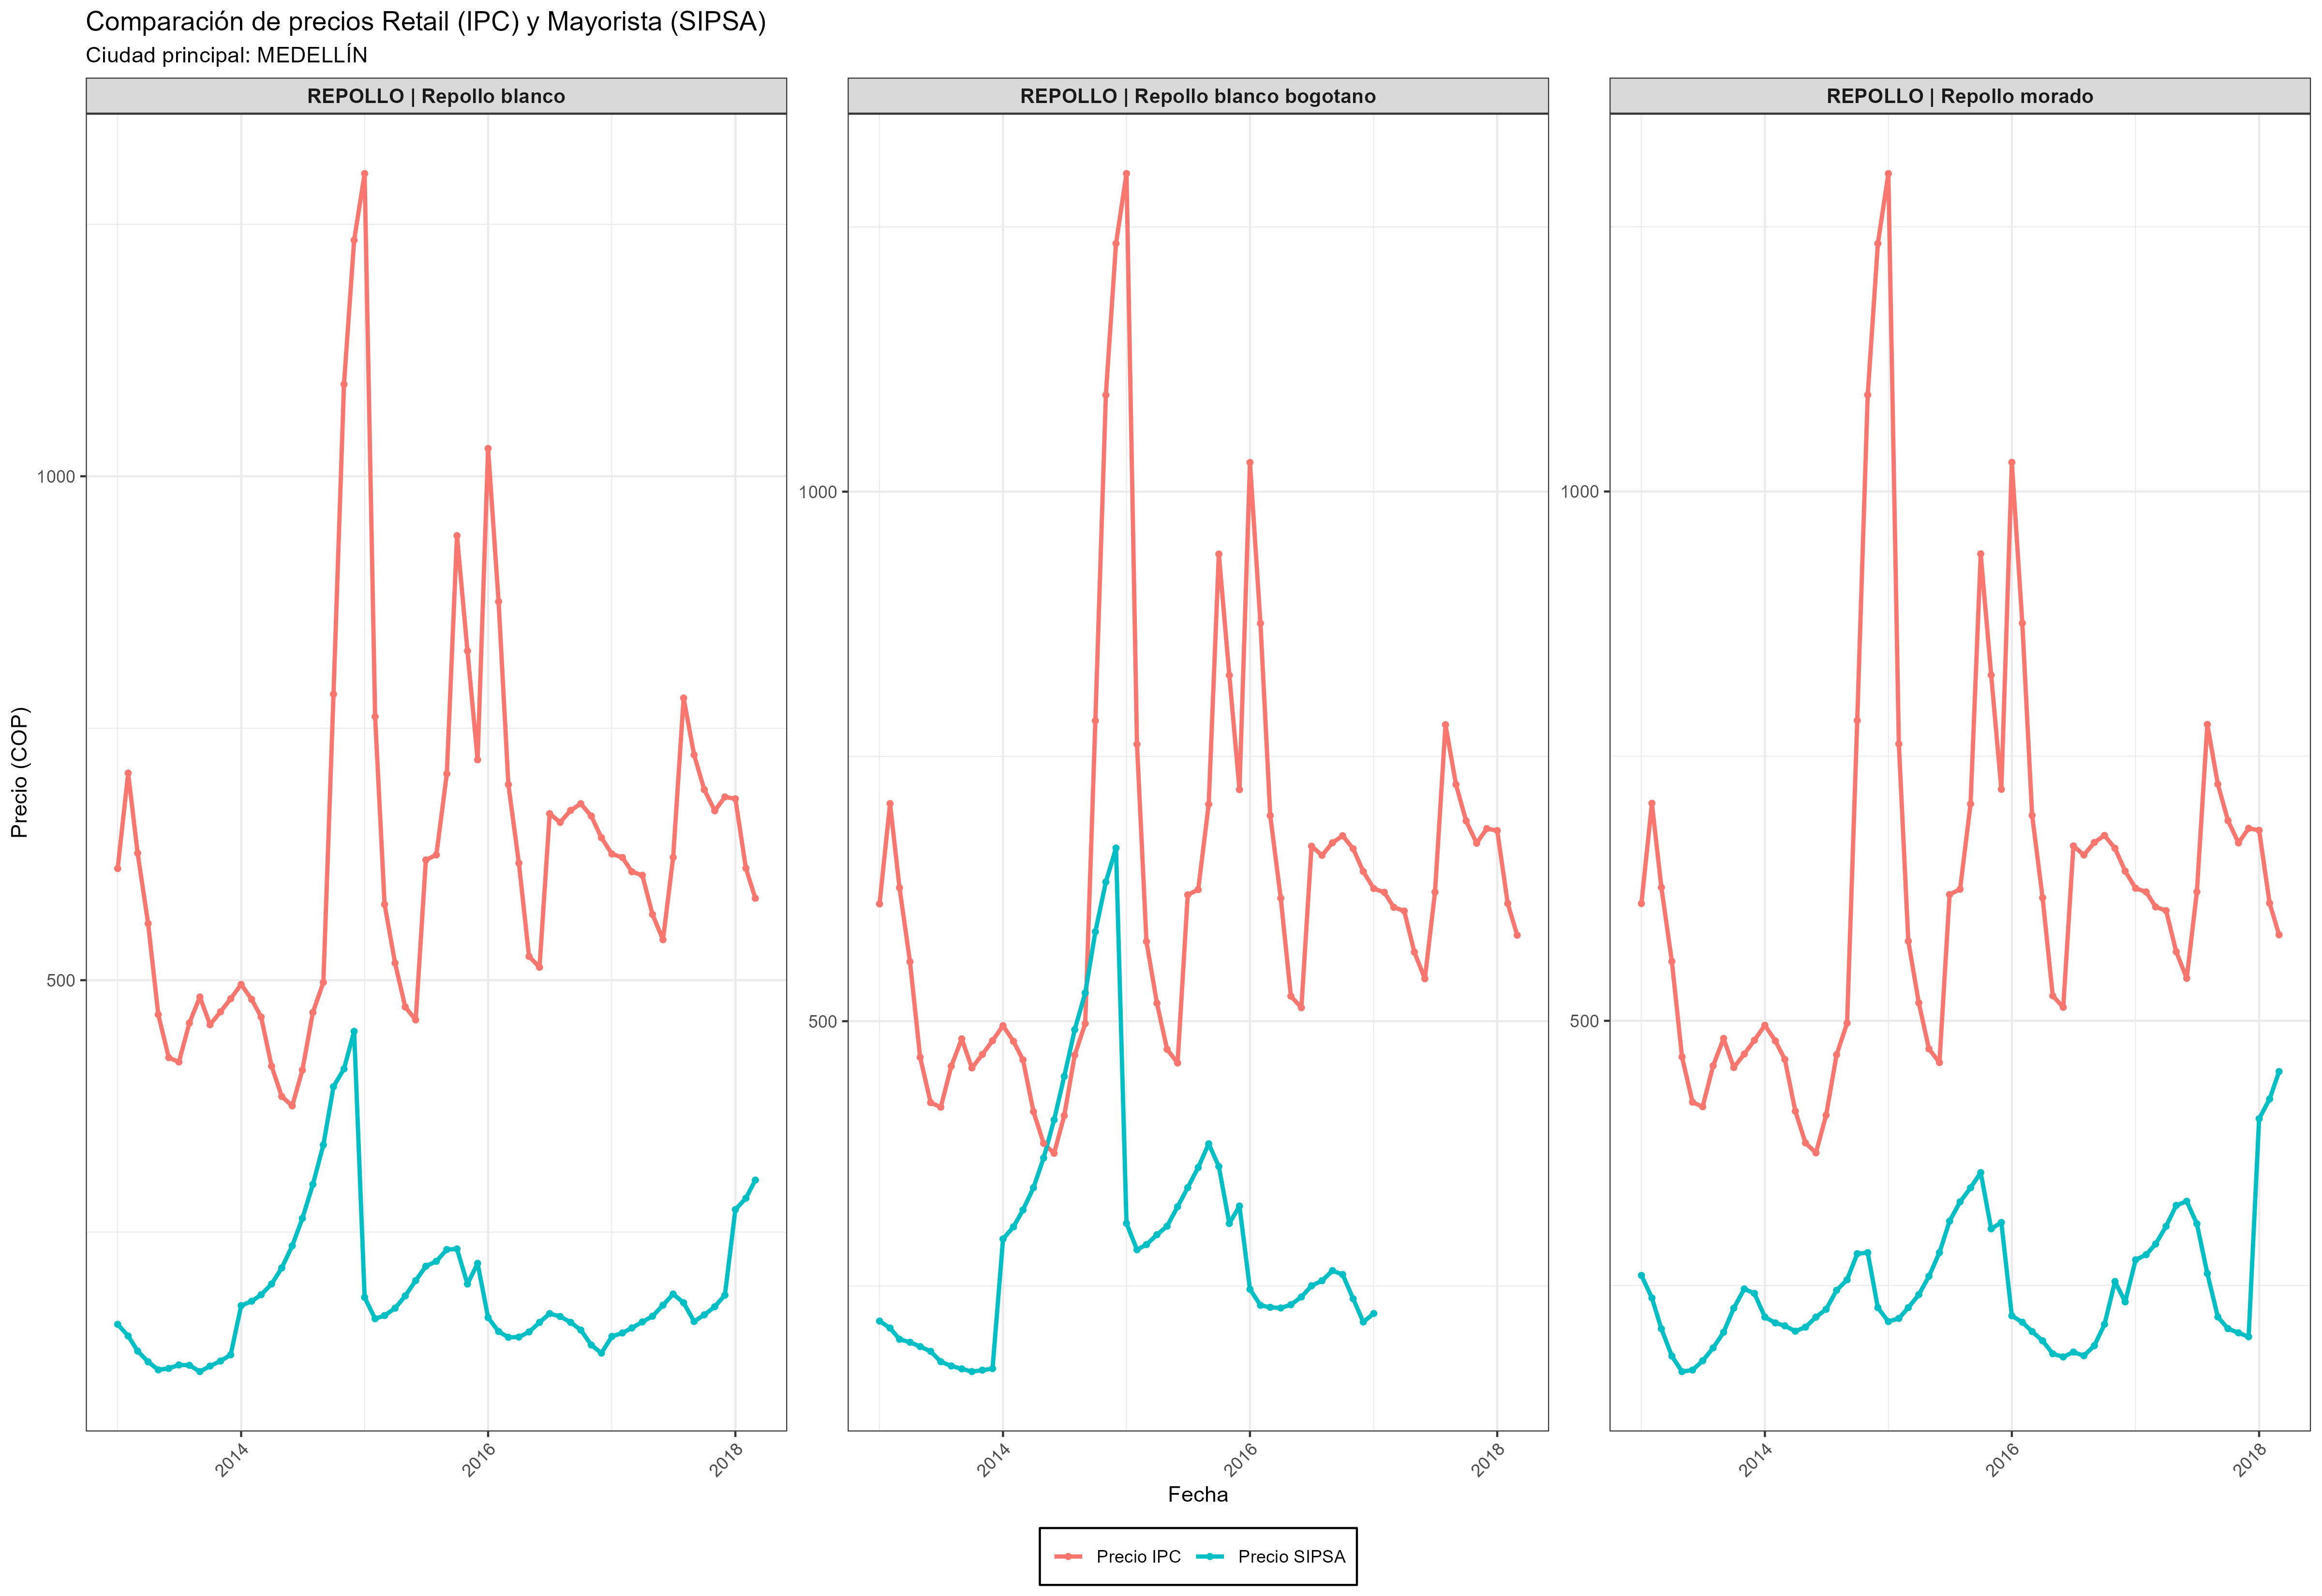 Comparación de precios Retail (IPC) y Mayorista (SIPSA)
Ciudad principal: MEDELLÍN
REPOLLO | Repollo blanco
REPOLLO | Repollo blanco bogotano
REPOLLO | Repollo morado
Precio (COP)
1000
500
1000
500
1000
500
2014
2016
2018
2014
2016
2018
2014
2016
2018
Fecha
Precio IPC
Precio SIPSA